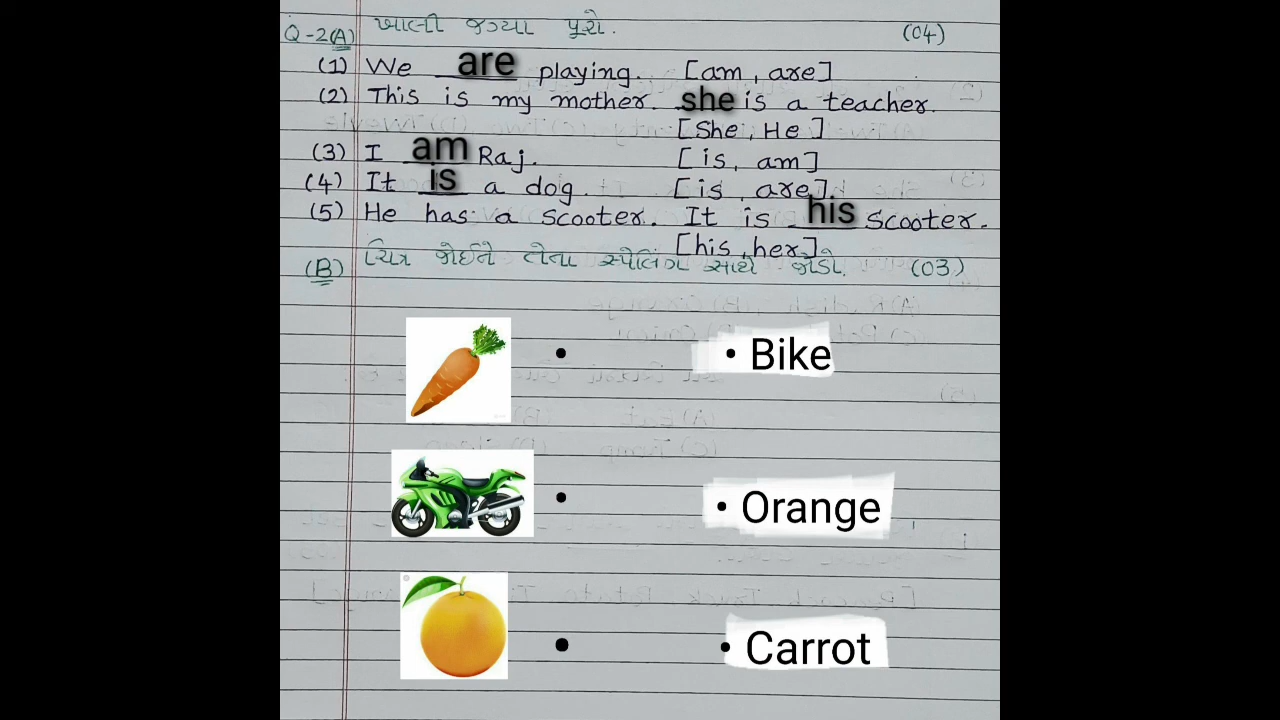 Q-2(A) ખાલી જગ્યા પૂરો. (04)
(1) We are playing. [am, are]
(2) This is my mother. she is a teacher.
[She, He]
(3) I am Raj. [is, am]
(4) It is a dog. [is, are]
(5) He has a scooter. It is his scooter.
[his, her]
(B) ચિત્ર જોઈને તેના સ્પેલિંગ સાથે જોડો. (03)
• • Bike
• • Orange
• • Carrot